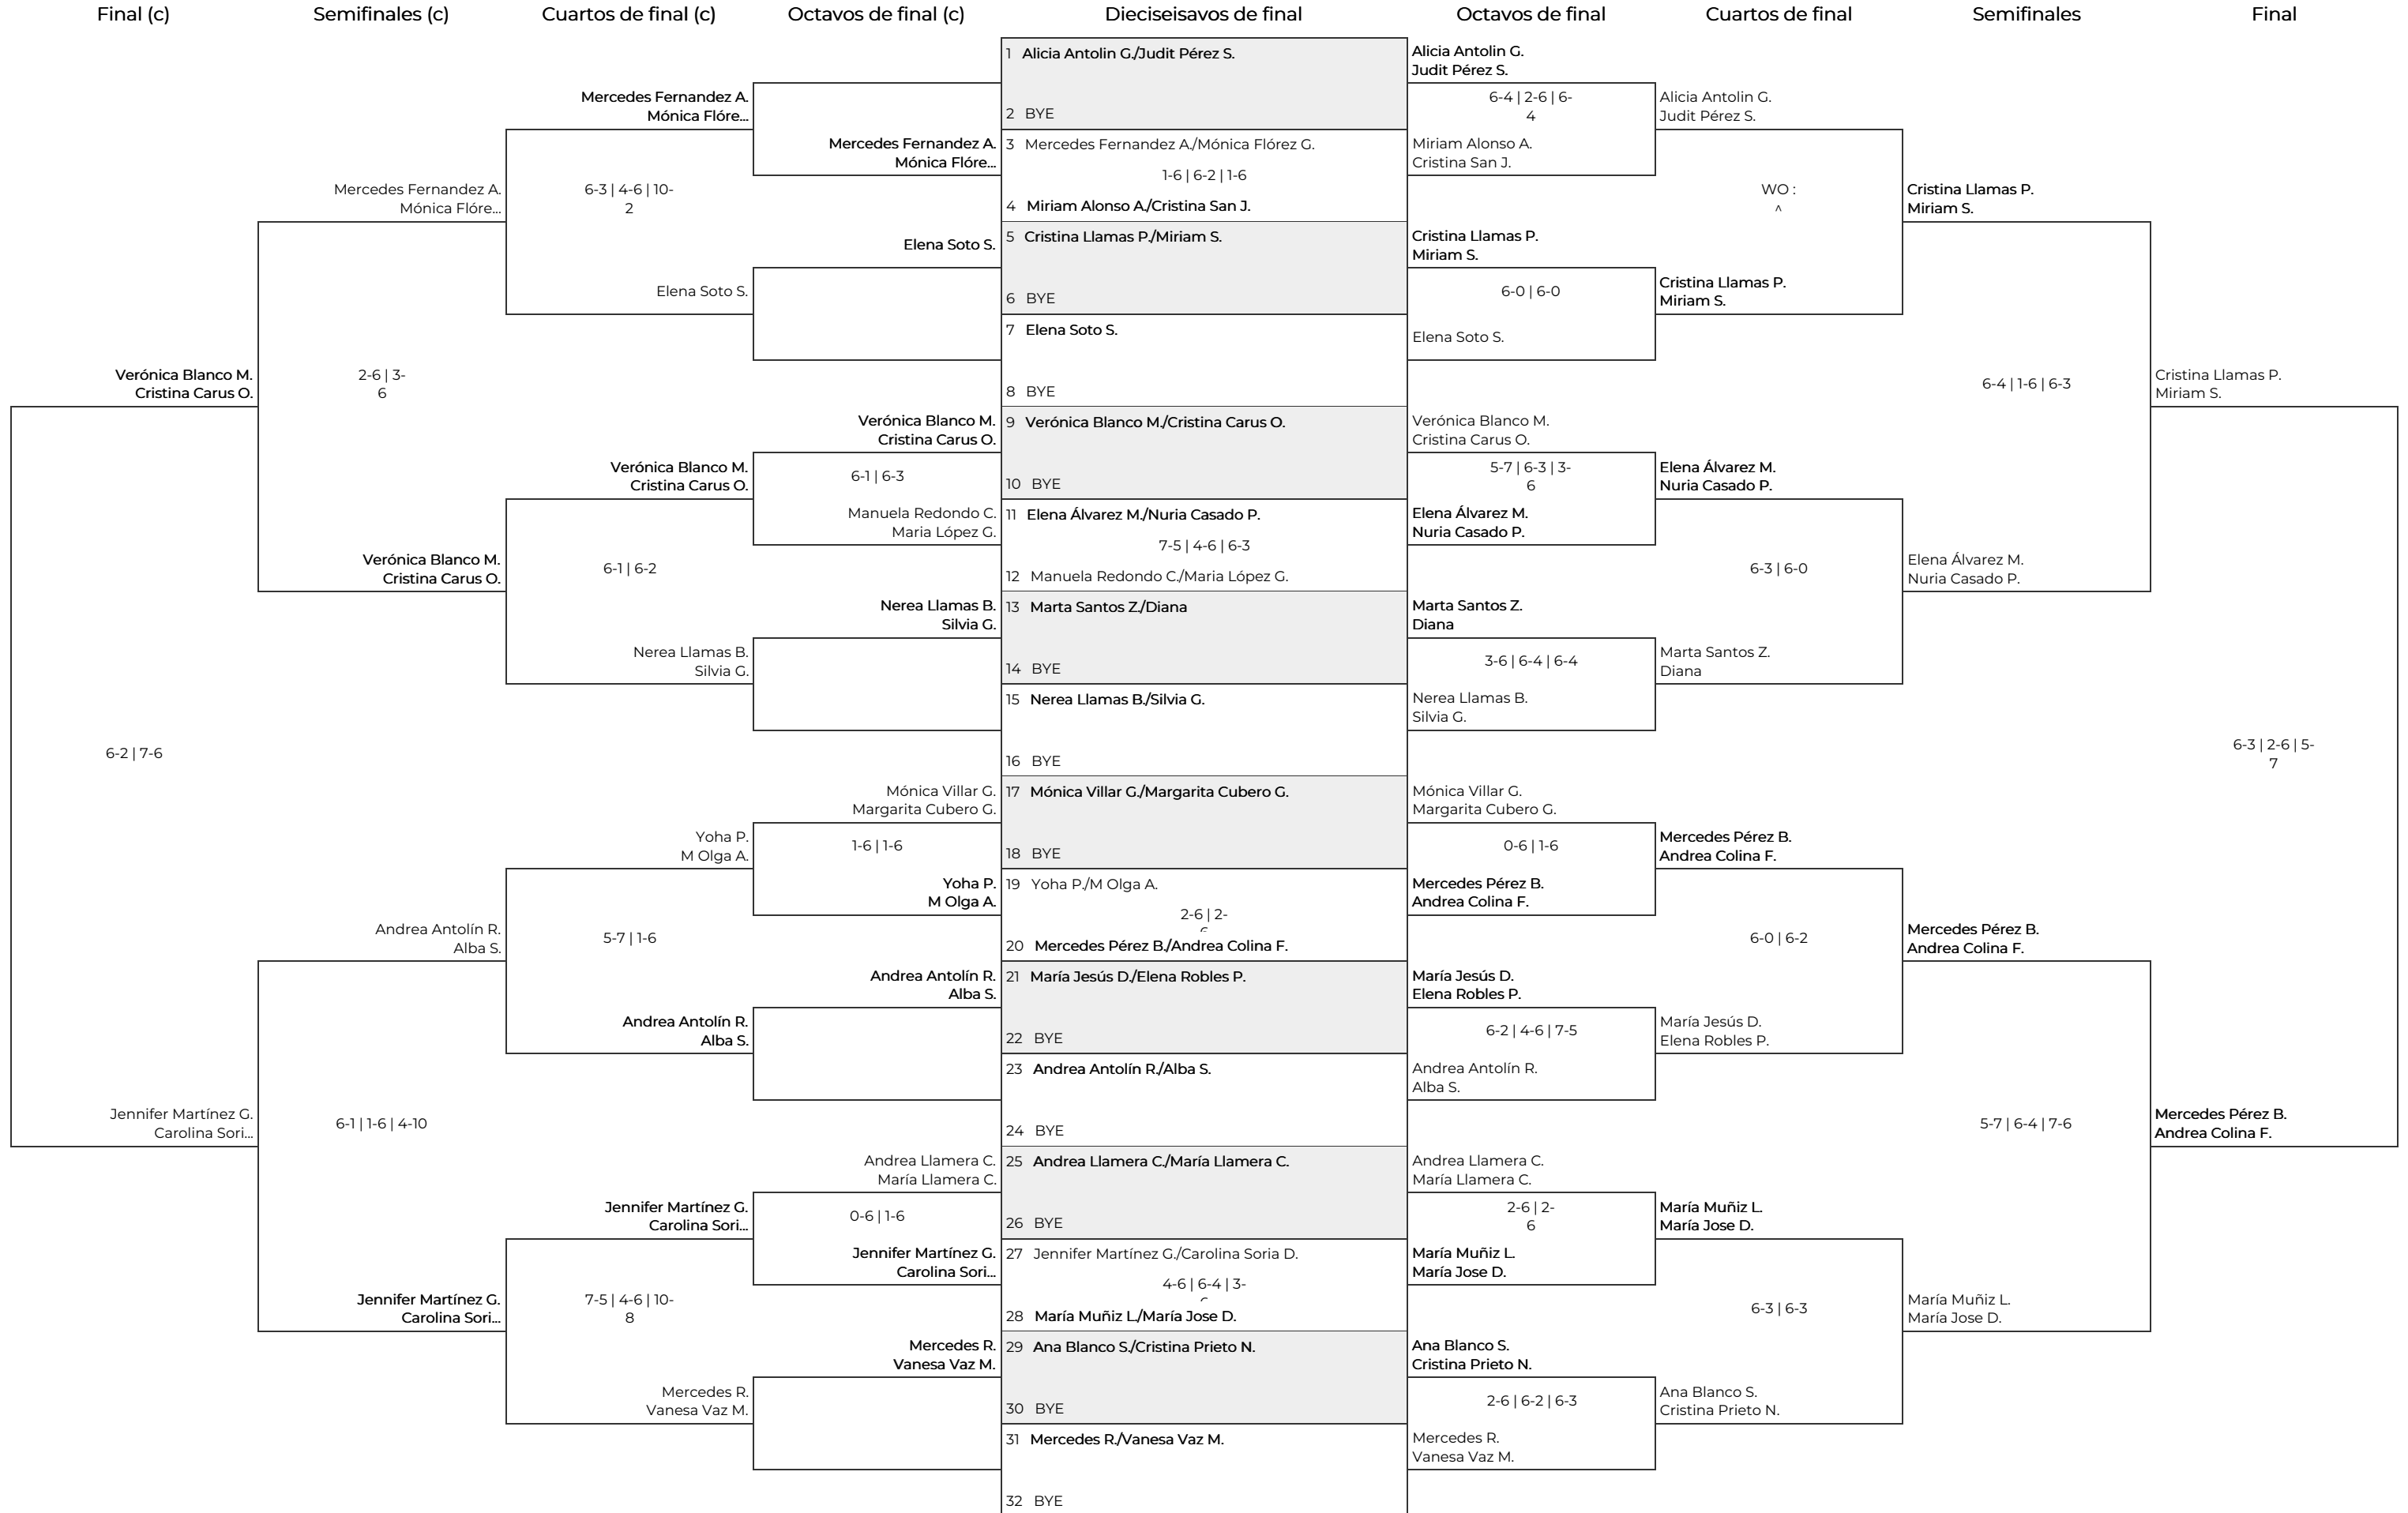 Final (c)
Semifinales (c)
Cuartos de final (c)
Octavos de final (c)
Dieciseisavos de final
Octavos de final
Cuartos de final
Semifinales
Final
Verónica Blanco M.
Cristina Carus O.
6-2 | 7-6
Jennifer Martínez G.
Carolina Sori...
Mercedes Fernandez A.
Mónica Flóre...
2-6 | 3-
6
Verónica Blanco M.
Cristina Carus O.
Andrea Antolín R.
Alba S.
6-1 | 1-6 | 4-10
Jennifer Martínez G.
Carolina Sori...
Mercedes Fernandez A.
Mónica Flóre...
6-3 | 4-6 | 10-
2
Elena Soto S.
Verónica Blanco M.
Cristina Carus O.
6-1 | 6-2
Nerea Llamas B.
Silvia G.
Yoha P.
M Olga A.
5-7 | 1-6
Andrea Antolín R.
Alba S.
Jennifer Martínez G.
Carolina Sori...
7-5 | 4-6 | 10-
8
Mercedes R.
Vanesa Vaz M.
Mercedes Fernandez A.
Mónica Flóre...
Elena Soto S.
Verónica Blanco M.
Cristina Carus O.
6-1 | 6-3
Manuela Redondo C.
Maria López G.
Nerea Llamas B.
Silvia G.
Mónica Villar G.
Margarita Cubero G.
1-6 | 1-6
Yoha P.
M Olga A.
Andrea Antolín R.
Alba S.
Andrea Llamera C.
María Llamera C.
0-6 | 1-6
Jennifer Martínez G.
Carolina Sori...
Mercedes R.
Vanesa Vaz M.
1 Alicia Antolin G./Judit Pérez S.
2 BYE
3 Mercedes Fernandez A./Mónica Flórez G.
1-6 | 6-2 | 1-6
4 Miriam Alonso A./Cristina San J.
5 Cristina Llamas P./Miriam S.
6 BYE
7 Elena Soto S.
8 BYE
9 Verónica Blanco M./Cristina Carus O.
10 BYE
11 Elena Álvarez M./Nuria Casado P.
7-5 | 4-6 | 6-3
12 Manuela Redondo C./Maria López G.
13 Marta Santos Z./Diana
14 BYE
15 Nerea Llamas B./Silvia G.
16 BYE
17 Mónica Villar G./Margarita Cubero G.
18 BYE
19 Yoha P./M Olga A.
2-6 | 2-
20 Mercedes Pérez B./Andrea Colina F.
21 María Jesús D./Elena Robles P.
22 BYE
23 Andrea Antolín R./Alba S.
24 BYE
25 Andrea Llamera C./María Llamera C.
26 BYE
27 Jennifer Martínez G./Carolina Soria D.
4-6 | 6-4 | 3-
28 María Muñiz L./María Jose D.
29 Ana Blanco S./Cristina Prieto N.
30 BYE
31 Mercedes R./Vanesa Vaz M.
32 BYE
Alicia Antolin G.
Judit Pérez S.
6-4 | 2-6 | 6-
4
Miriam Alonso A.
Cristina San J.
Cristina Llamas P.
Miriam S.
6-0 | 6-0
Elena Soto S.
Verónica Blanco M.
Cristina Carus O.
5-7 | 6-3 | 3-
6
Elena Álvarez M.
Nuria Casado P.
Marta Santos Z.
Diana
3-6 | 6-4 | 6-4
Nerea Llamas B.
Silvia G.
Mónica Villar G.
Margarita Cubero G.
0-6 | 1-6
Mercedes Pérez B.
Andrea Colina F.
María Jesús D.
Elena Robles P.
6-2 | 4-6 | 7-5
Andrea Antolín R.
Alba S.
Andrea Llamera C.
María Llamera C.
2-6 | 2-
6
María Muñiz L.
María Jose D.
Ana Blanco S.
Cristina Prieto N.
2-6 | 6-2 | 6-3
Mercedes R.
Vanesa Vaz M.
Alicia Antolin G.
Judit Pérez S.
WO :
^
Cristina Llamas P.
Miriam S.
Elena Álvarez M.
Nuria Casado P.
6-3 | 6-0
Marta Santos Z.
Diana
Mercedes Pérez B.
Andrea Colina F.
6-0 | 6-2
María Jesús D.
Elena Robles P.
María Muñiz L.
María Jose D.
6-3 | 6-3
Ana Blanco S.
Cristina Prieto N.
Cristina Llamas P.
Miriam S.
6-4 | 1-6 | 6-3
Elena Álvarez M.
Nuria Casado P.
Mercedes Pérez B.
Andrea Colina F.
5-7 | 6-4 | 7-6
María Muñiz L.
María Jose D.
Cristina Llamas P.
Miriam S.
6-3 | 2-6 | 5-
7
Mercedes Pérez B.
Andrea Colina F.